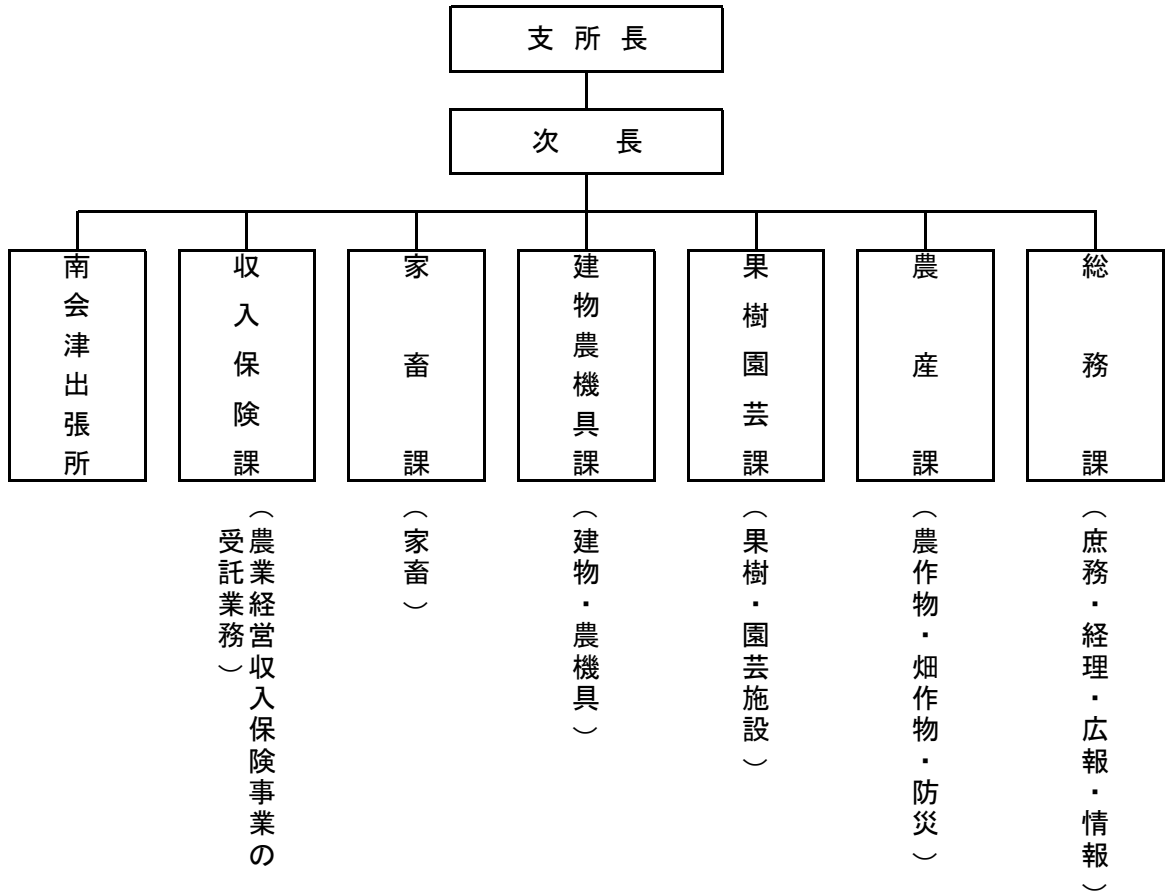 支所長
次長
総務課
（庶務・経理・広報・情報）
農産課
（農作物・畑作物・防災）
果樹園芸課
（果樹・園芸施設）
建物農機具課
（建物・農機具）
家畜課
（家畜）
収入保険課
（農業経営収入保険事業の
受託業務）
南会津出張所